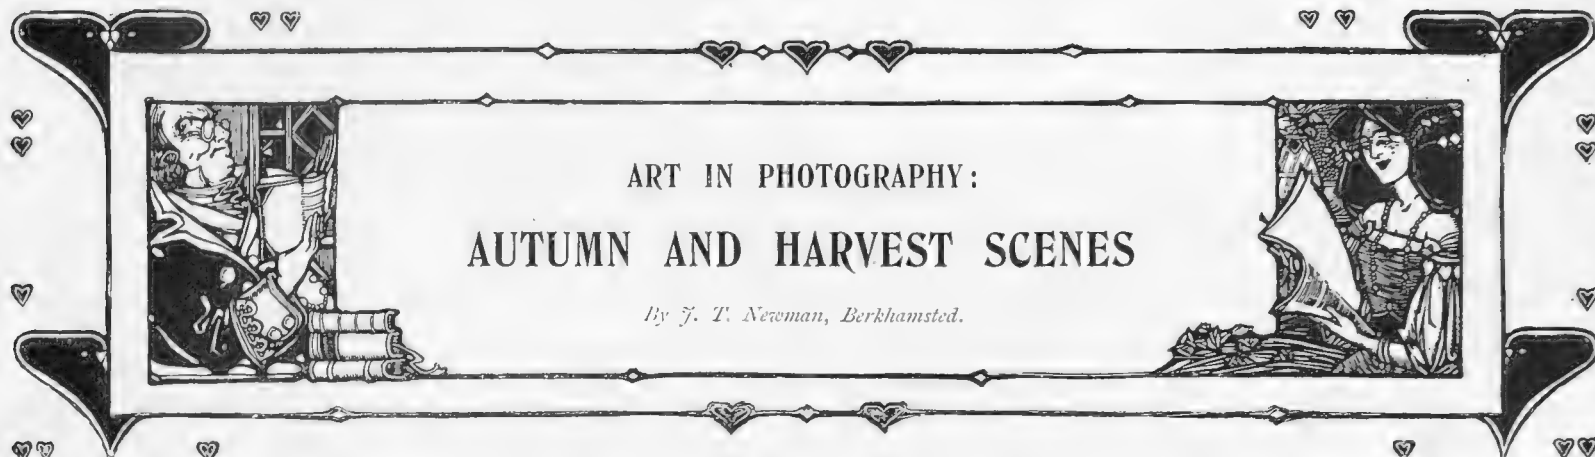 ART IN PHOTOGRAPHY:
AUTUMN AND HARVEST SCENES
By J. T. Newman, Berkhamsted.